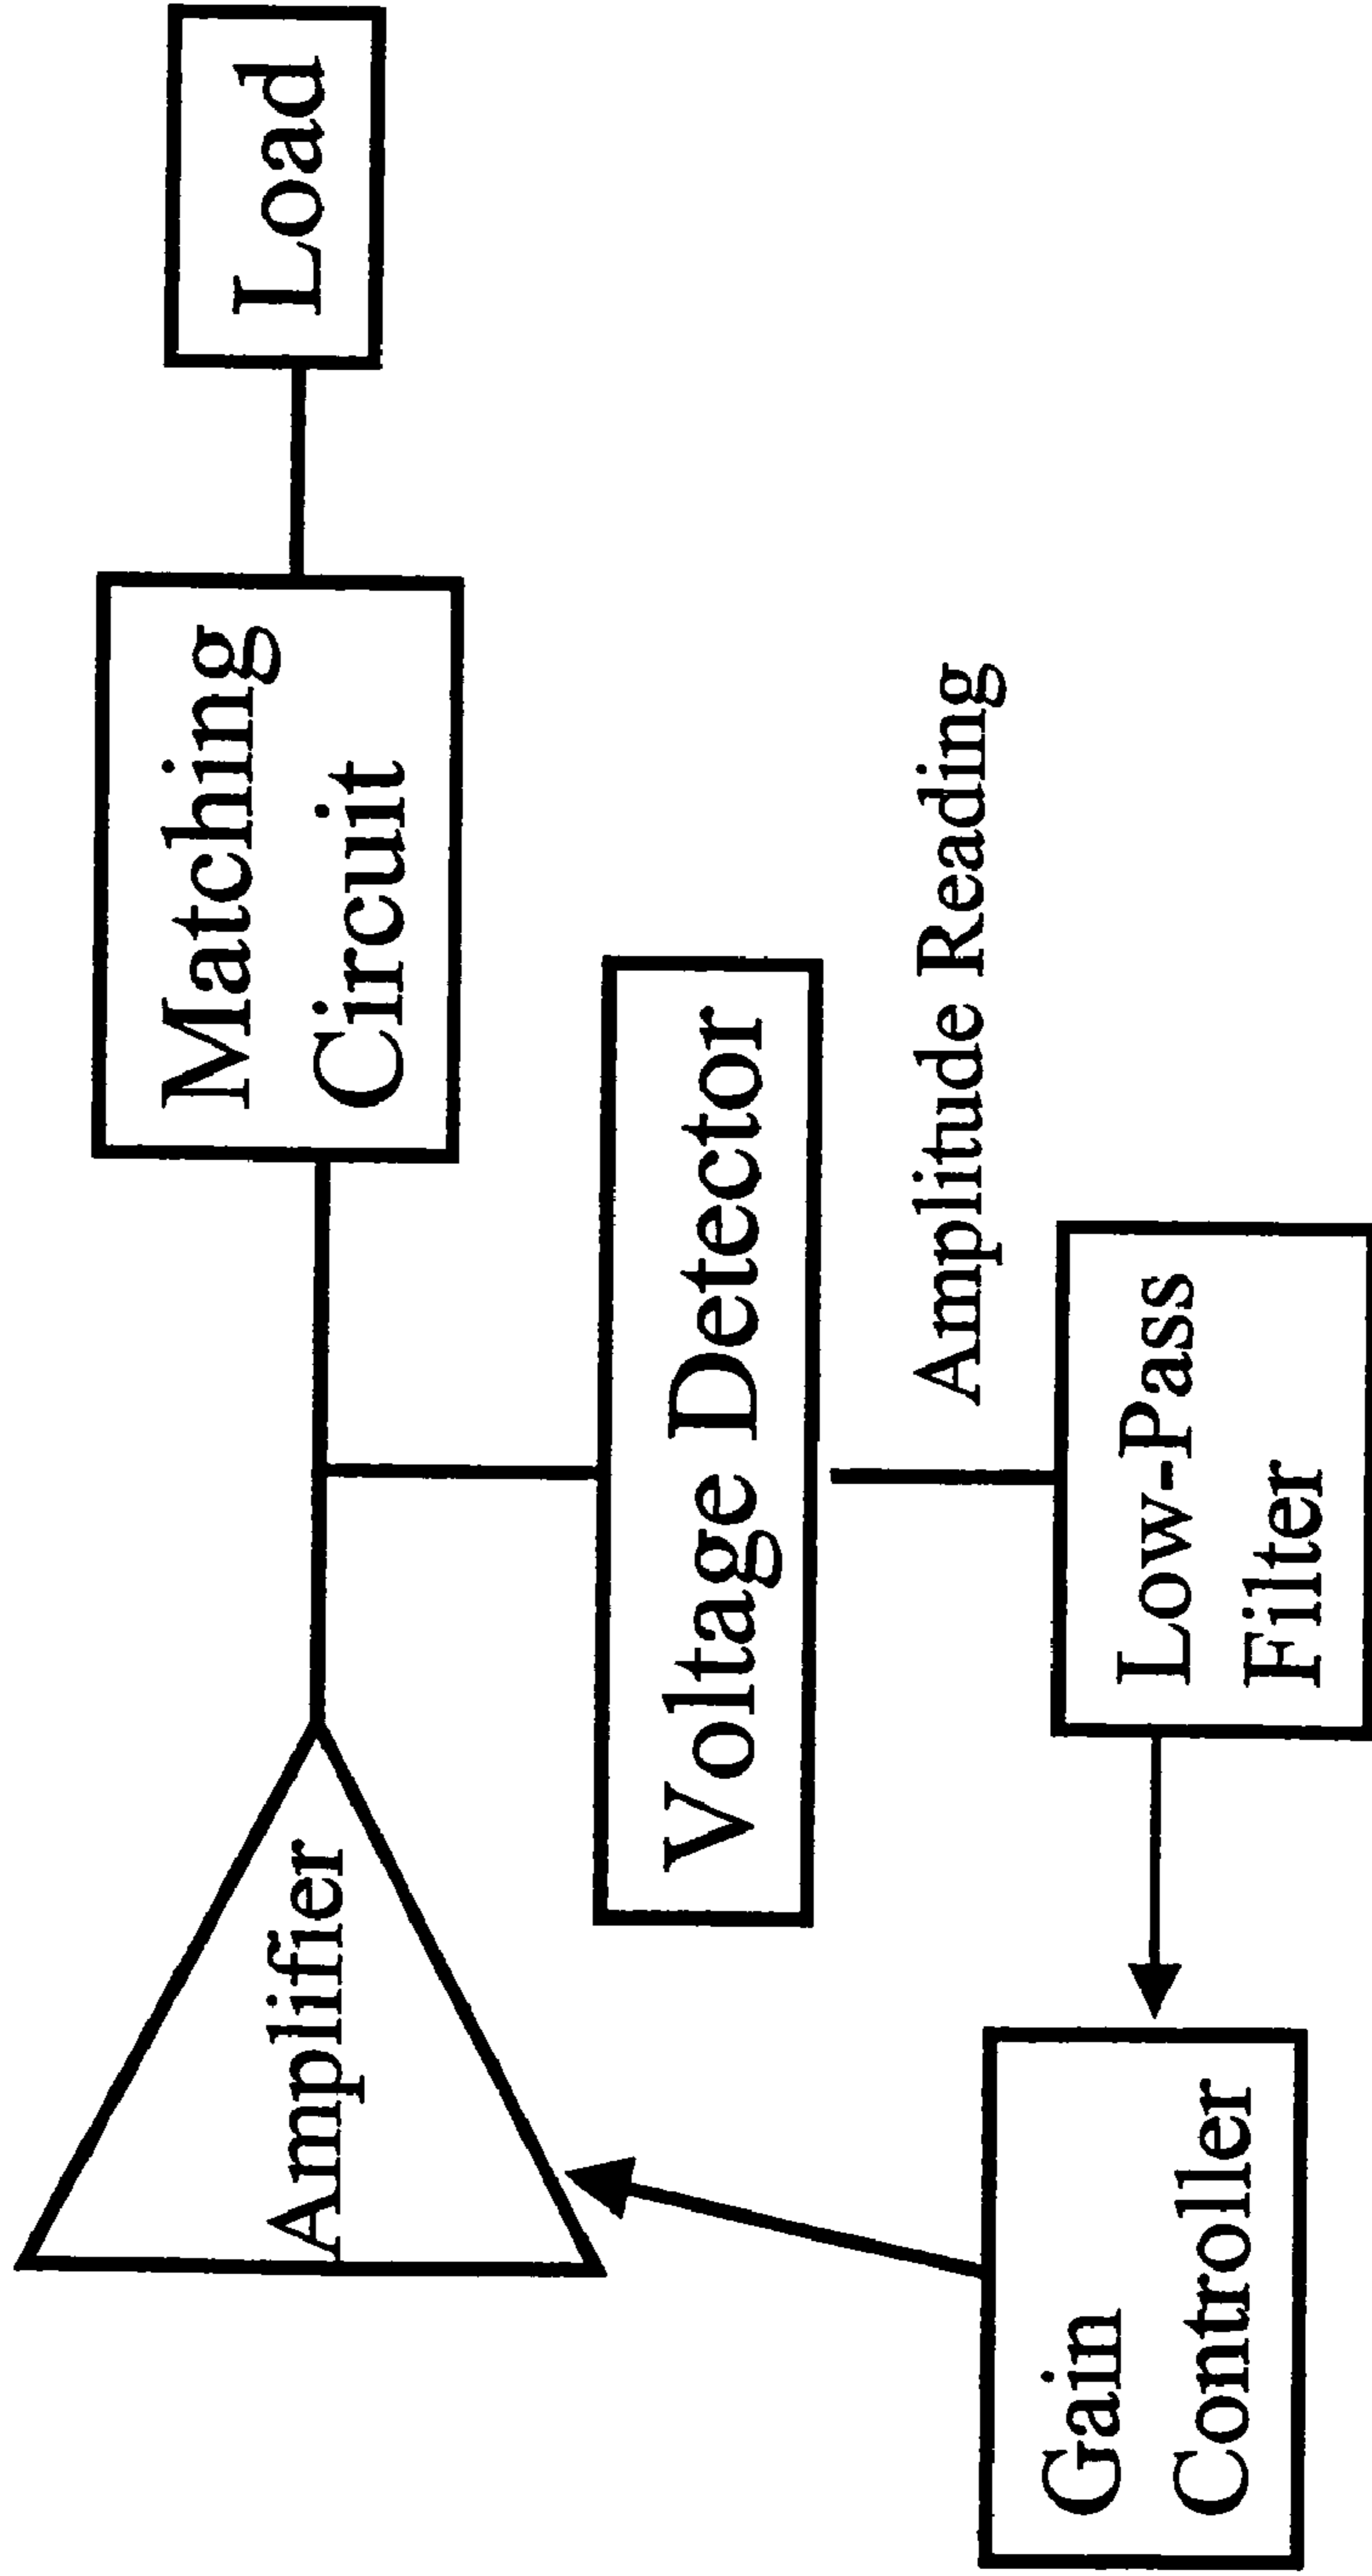 Amplifier
Matching
Circuit
Load
Voltage Detector
Amplitude Reading
Low-Pass
Filter
Gain
Controller